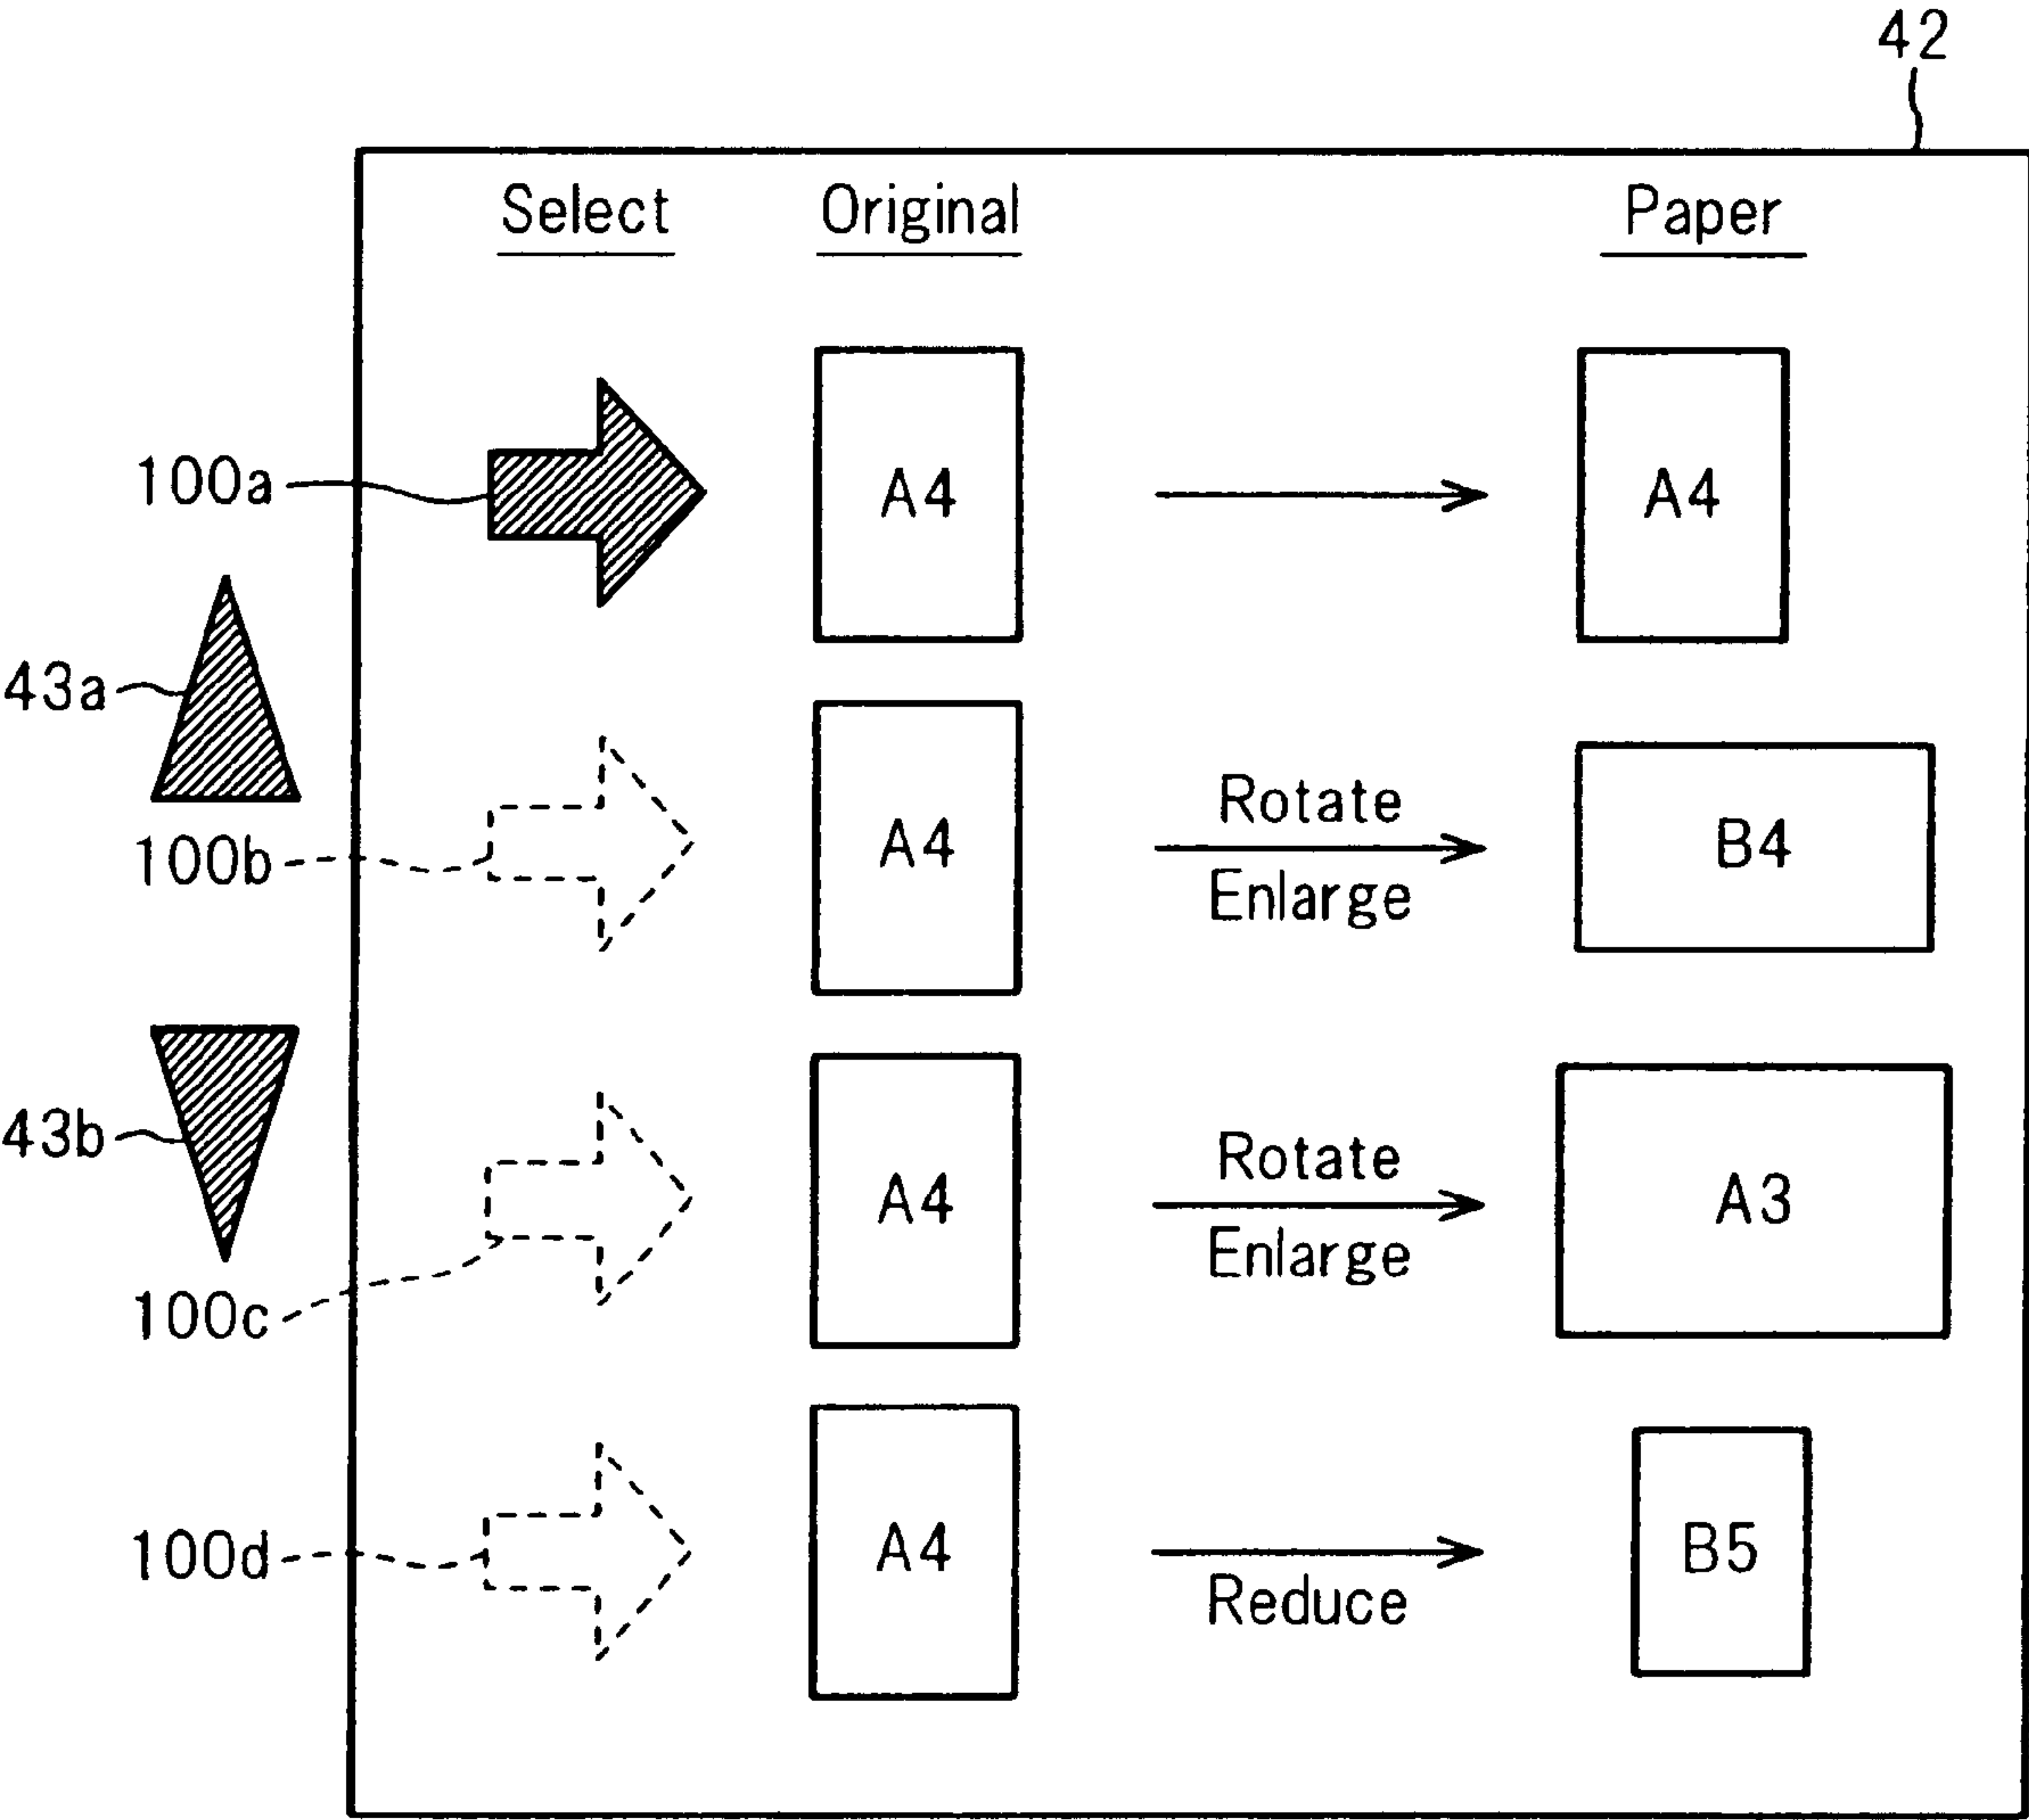 42
Select Original Paper
100a A4 A4
43a
100b A4 Rotate Enlarge B4
43b
100c A4 Rotate Enlarge A3
100d A4 Reduce B5